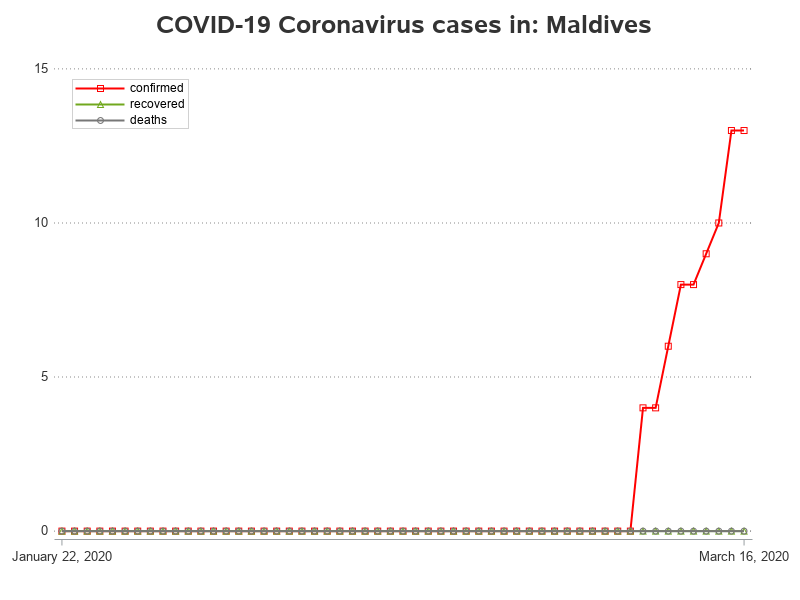 COVID-19 Coronavirus cases in: Maldives
15
confirmed
recovered
deaths
10
5
0
January 22, 2020
March 16, 2020